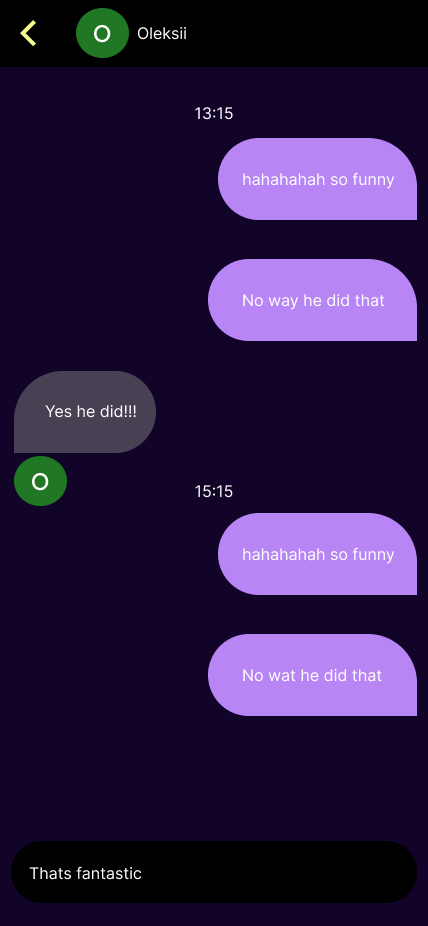 O
Oleksii
13:15
hahahahah so funny
No way he did that
Yes he did!!!
O
15:15
hahahahah so funny
No wat he did that
Thats fantastic